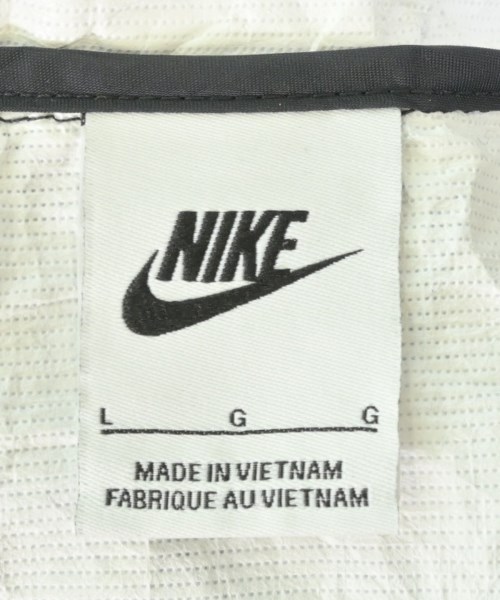 NIKE
L G G
MADE IN VIETNAM
FABRIQUE AU VIETNAM